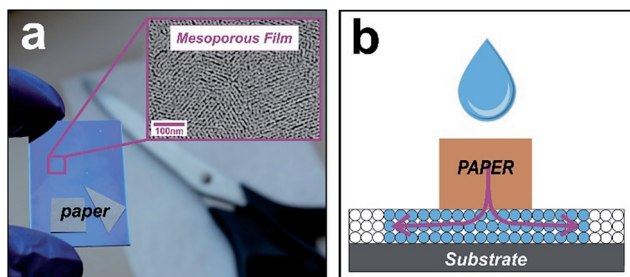 a
Mesoporous Film
100nm
paper
b
PAPER
Substrate